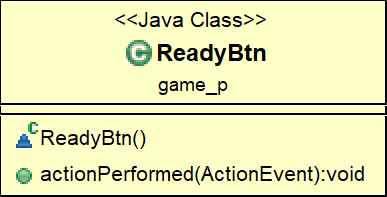 <<Java Class>>
C ReadyBtn
game_p
C ReadyBtn()
actionPerformed(ActionEvent):void